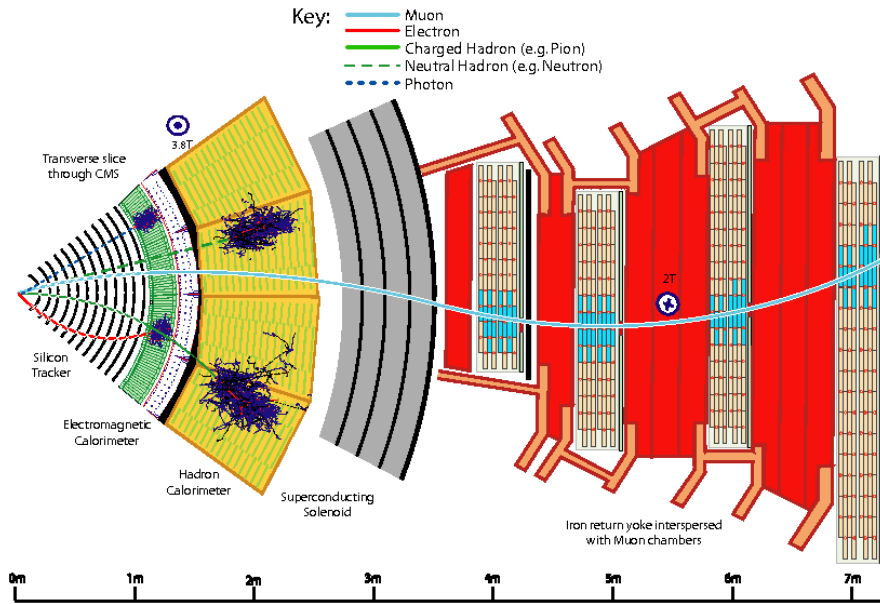 Key:
Muon
Electron
Charged Hadron (e.g. Pion)
Neutral Hadron (e.g. Neutron)
Photon
3.8T
Transverse slice
through CMS
2T
Silicon
Tracker
Electromagnetic
Calorimeter
Hadron
Calorimeter
Superconducting
Solenoid
Iron return yoke interspersed
with Muon chambers
0m 1m 2m 3m 4m 5m 6m 7m